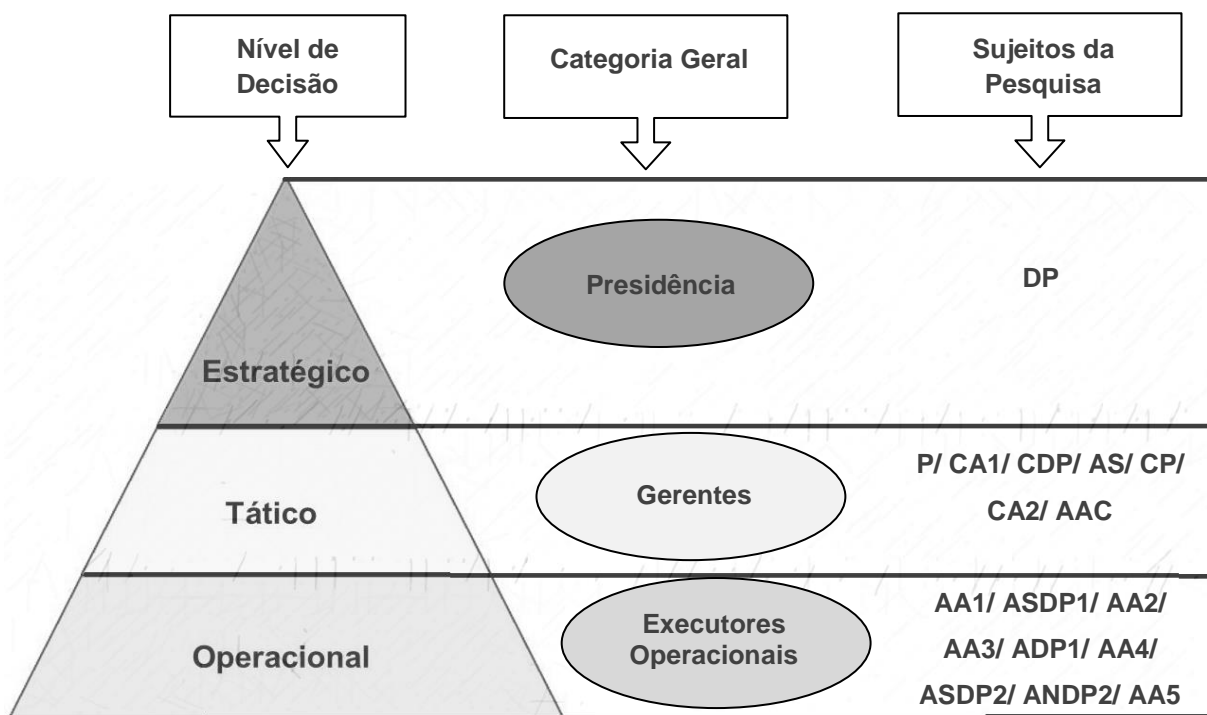 Nível de
Decisão
Categoria Geral
Sujeitos da
Pesquisa
Presidência
DP
Estratégico
P/ CA1/ CDP/ AS/ CP/
CA2/ AAC
Gerentes
Tático
AA1/ ASDP1/ AA2/
AA3/ ADP1/ AA4/
ASDP2/ ANDP2/ AA5
Executores
Operacionais
Operacional